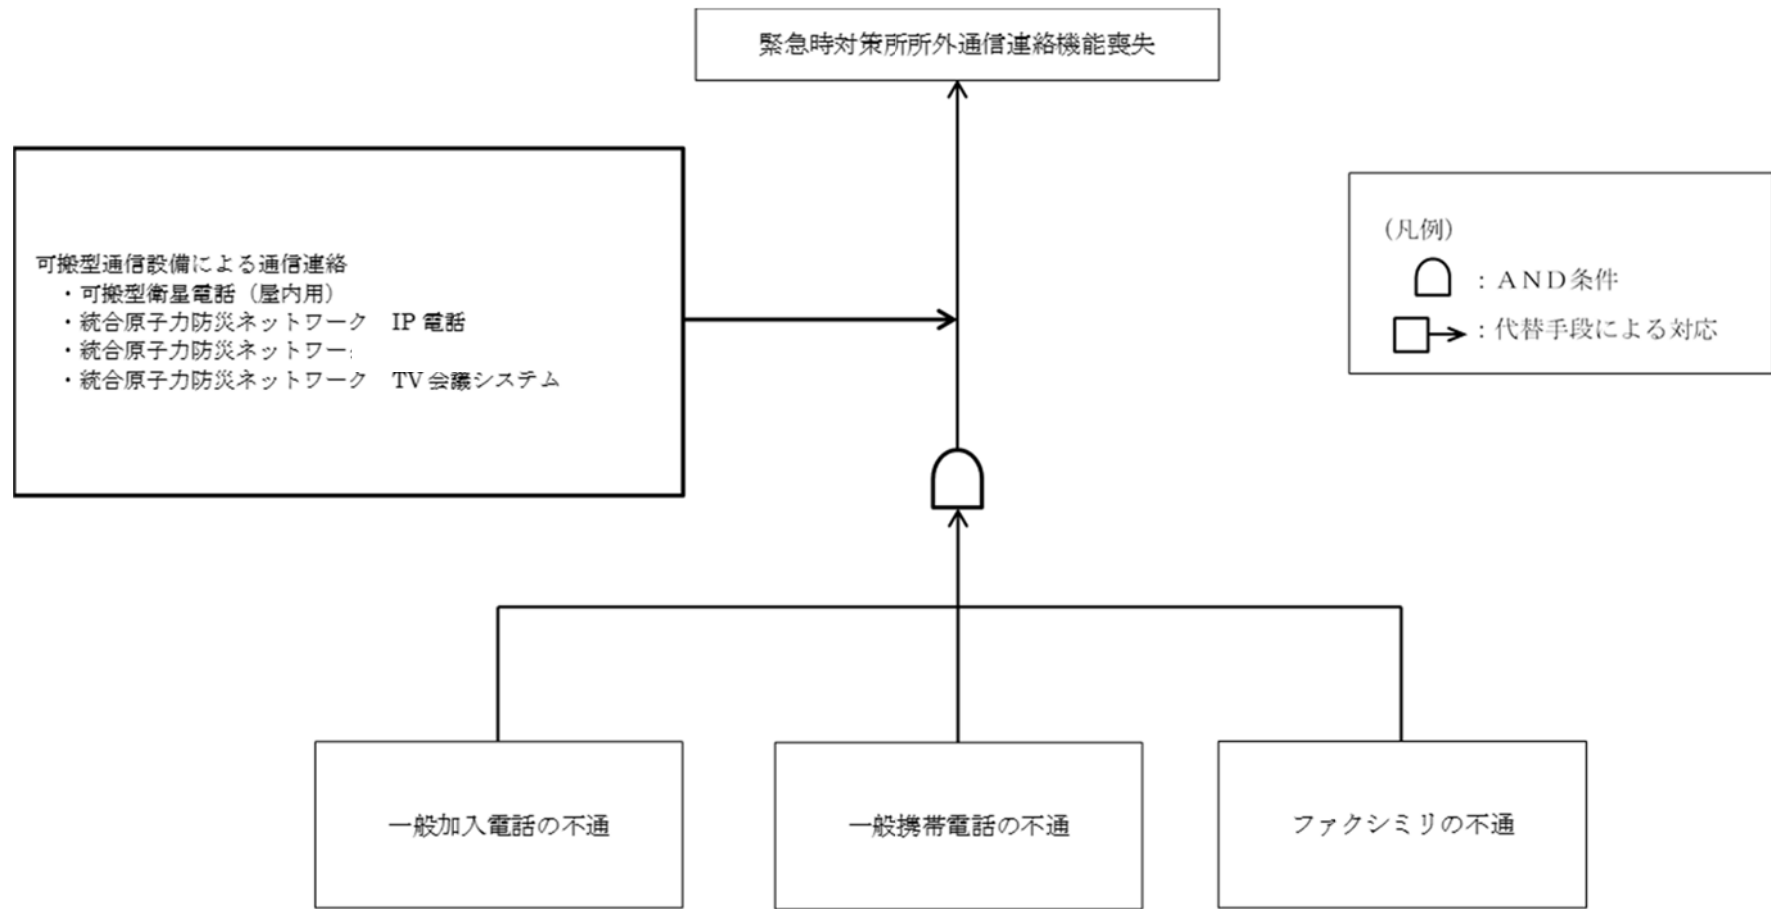 緊急時対策所所外通信連絡機能喪失
可搬型通信設備による通信連絡
・可搬型衛星電話（屋内用）
・統合原子力防災ネットワーク　IP 電話
・統合原子力防災ネットワー
・統合原子力防災ネットワーク　TV 会議システム
（凡例）
：ＡＮＤ条件
：代替手段による対応
一般加入電話の不通
一般携帯電話の不通
ファクシミリの不通